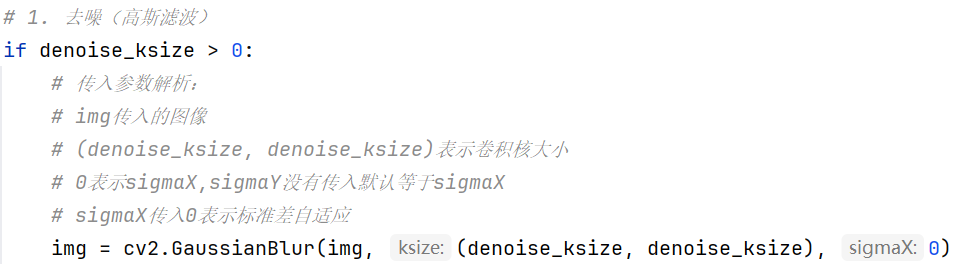 # 1. 去噪（高斯滤波）
if denoise_ksize > 0:
# 传入参数解析：
# img传入的图像
# (denoise_ksize, denoise_ksize)表示卷积核大小
# 0表示sigmaX,sigmaY没有传入默认等于sigmaX
# sigmaX传入0表示标准差自适应
img = cv2.GaussianBlur(img, ksize: (denoise_ksize, denoise_ksize), sigmaX: 0)